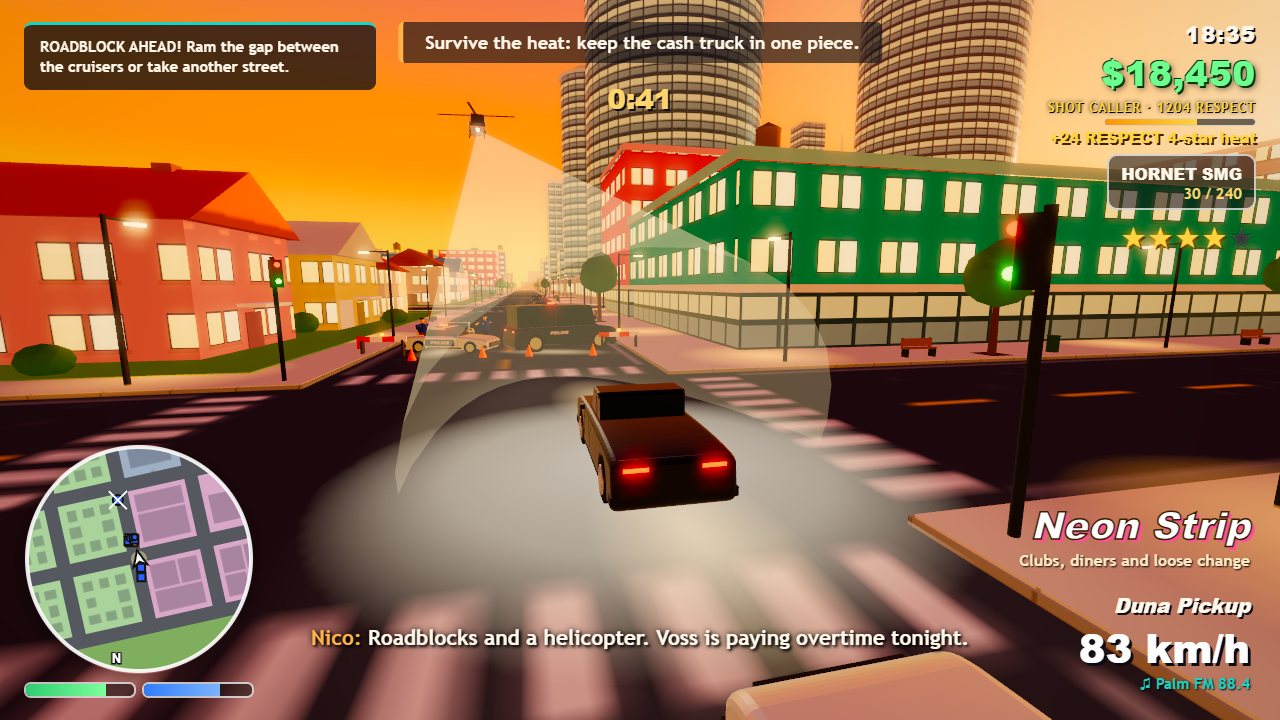 ROADBLOCK AHEAD! Ram the gap between
the cruisers or take another street.
Survive the heat: keep the cash truck in one piece.
0:41
18:35
$18,450
SHOT CALLER · 1204 RESPECT
+24 RESPECT 4-star heat
HORNET SMG
30 / 240
POLICE
POLICE
Neon Strip
Clubs, diners and loose change
Duna Pickup
83 km/h
♫ Palm FM 88.4
Nico: Roadblocks and a helicopter. Voss is paying overtime tonight.
N